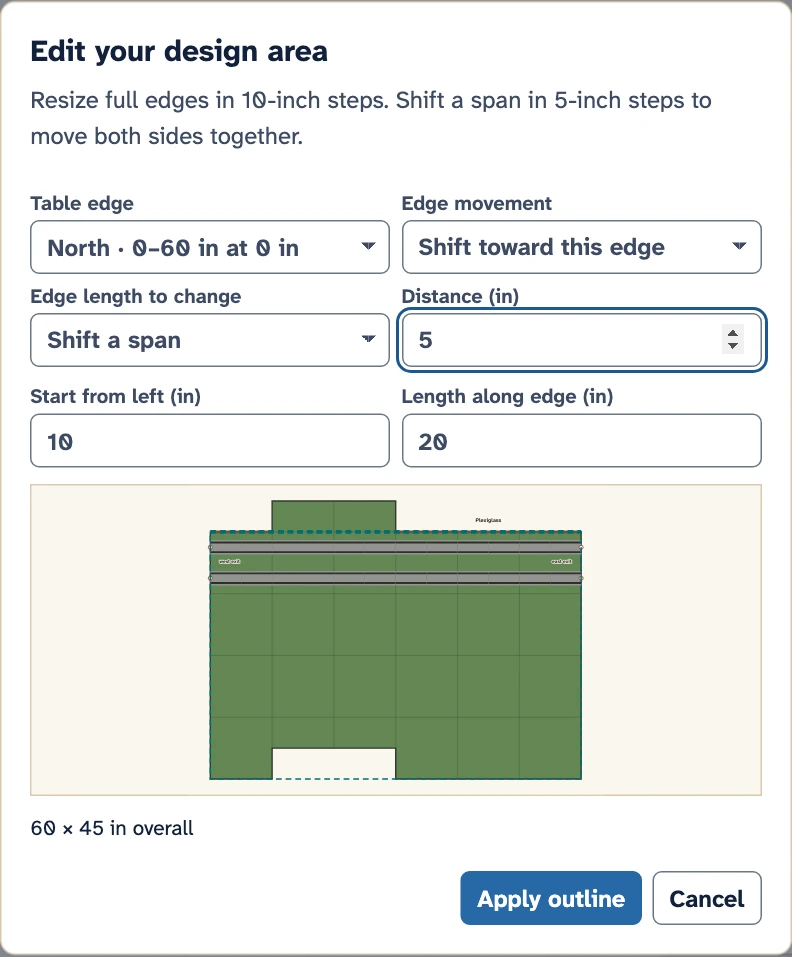 Edit your design area
Resize full edges in 10-inch steps. Shift a span in 5-inch steps to
move both sides together.
Table edge
Edge movement
North · 0–60 in at 0 in
Shift toward this edge
Edge length to change
Distance (in)
Shift a span
5
Start from left (in)
Length along edge (in)
10
20
Plexiglass
60 × 45 in overall
Apply outline
Cancel